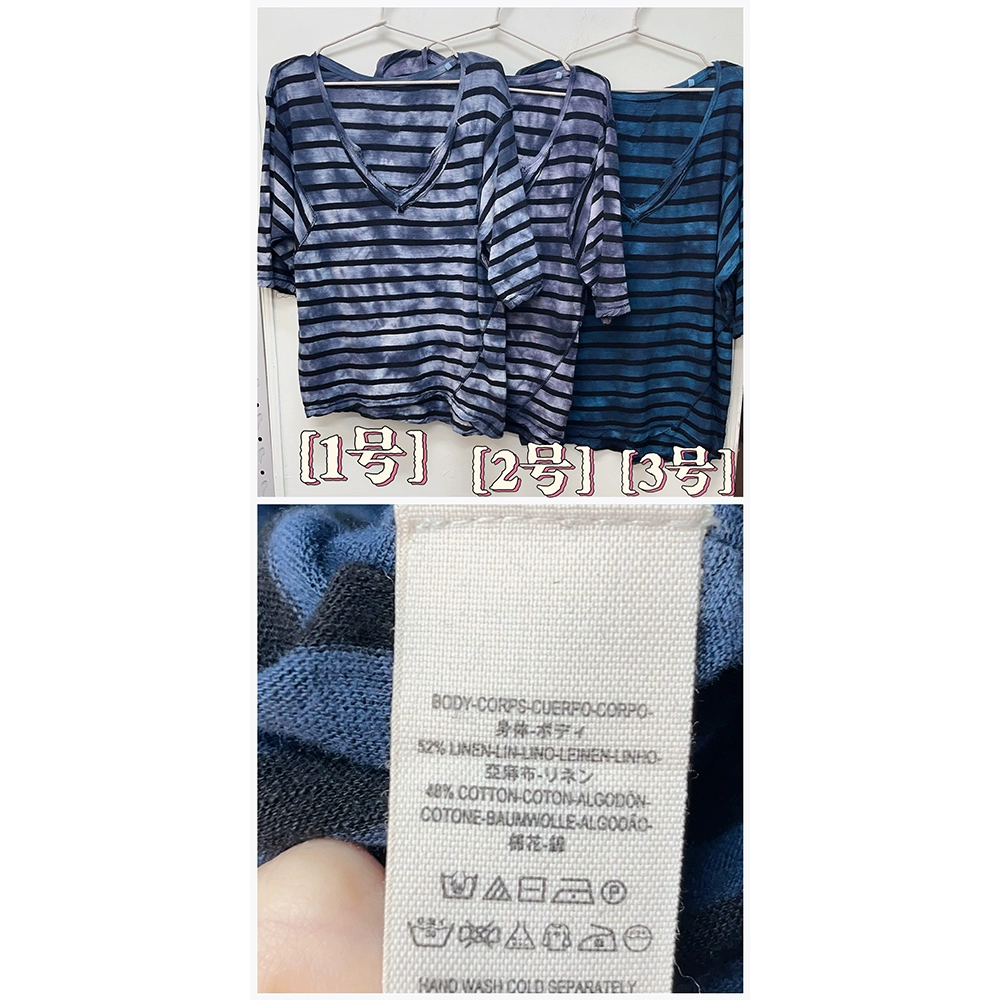 [1号]
[2号]
[3号]
BODY-CORPS-CUERPO-CORPO-
身体-ボディ
52% LINEN-LIN-LINO-LEINEN-LINHO-
亞麻布-リネン
48% COTTON-COTON-ALGODÓN-
COTONE-BAUMWOLLE-ALGODÃO-
棉花-綿
HAND WASH COLD SEPARATELY